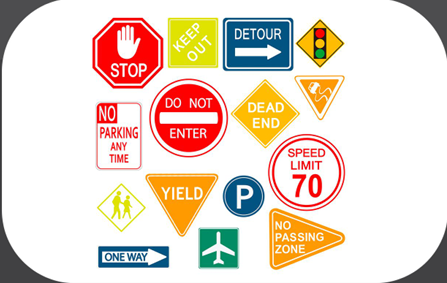 STOP
KEEP
OUT
DETOUR
NO
PARKING
ANY
TIME
DO NOT
ENTER
DEAD
END
SPEED
LIMIT
70
YIELD
P
NO
PASSING
ZONE
ONE WAY